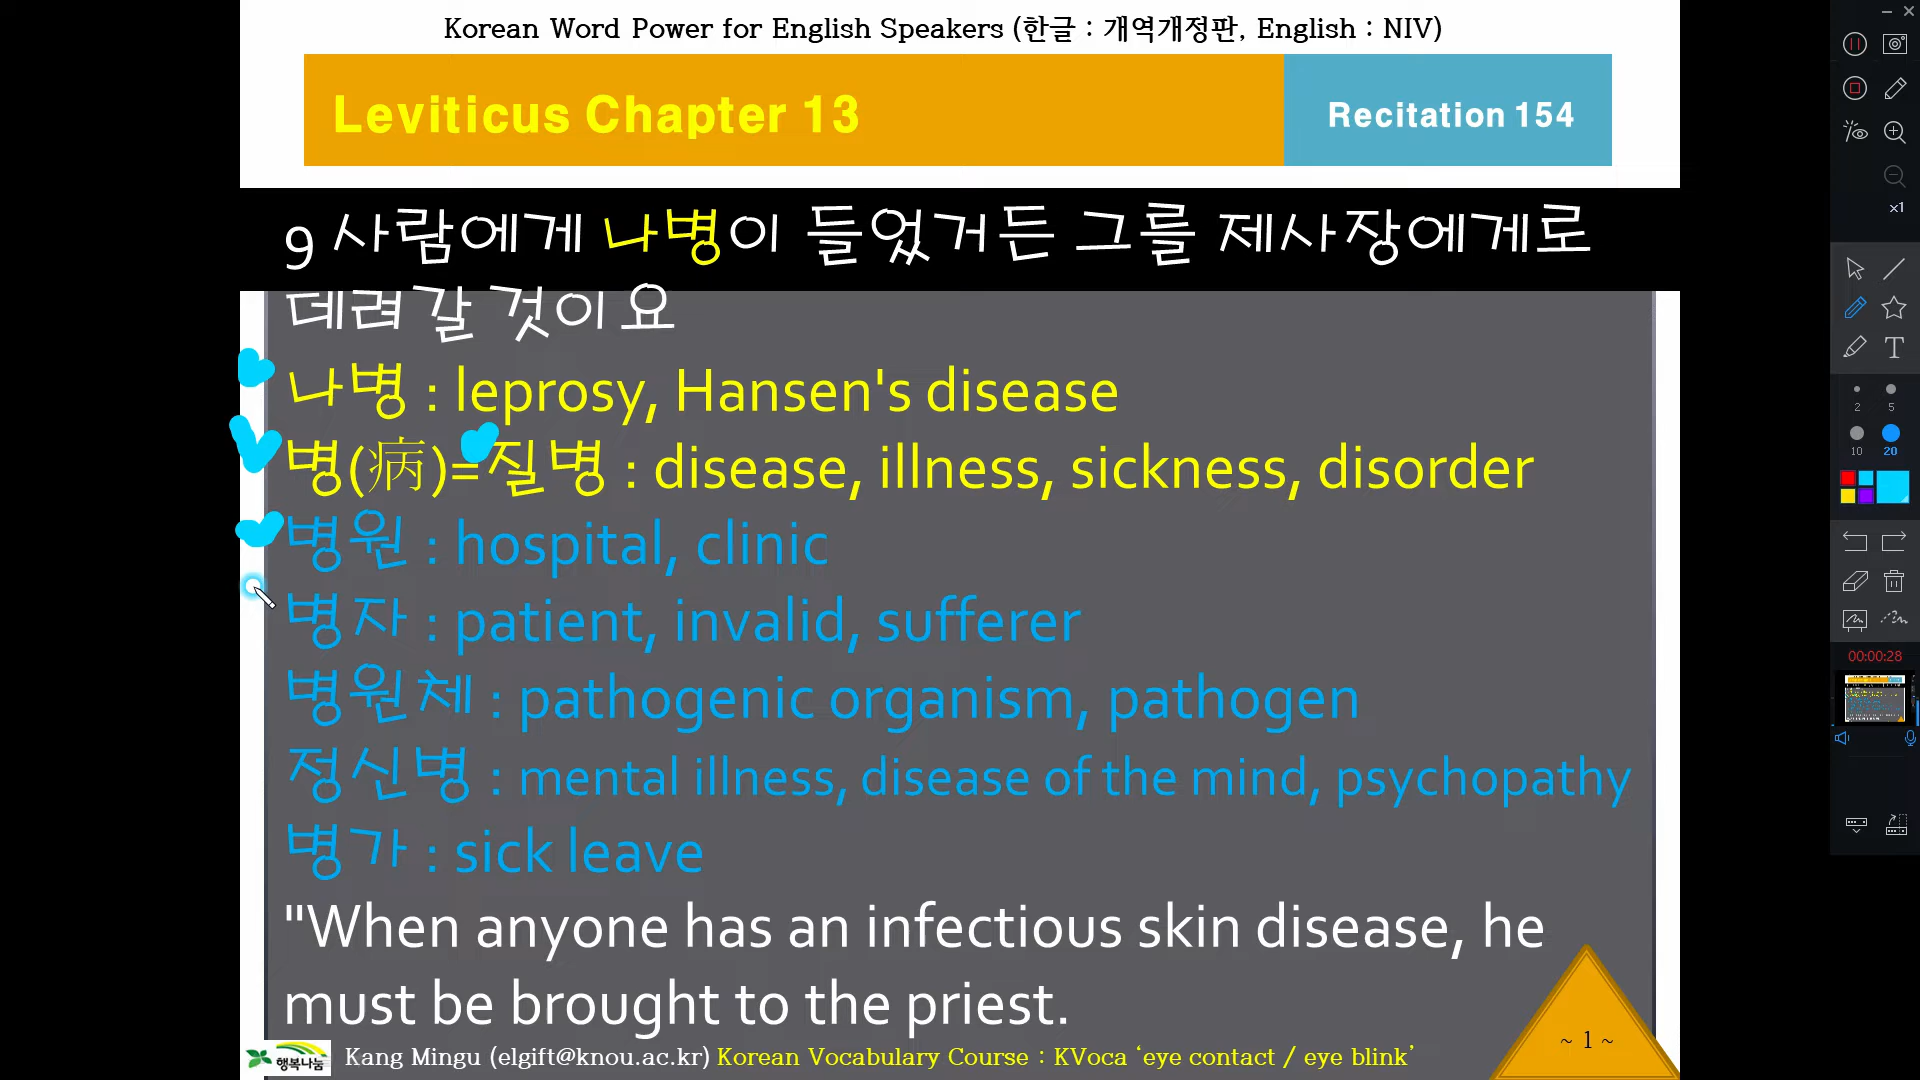 Korean Word Power for English Speakers (한글 : 개역개정판, English : NIV)
Leviticus Chapter 13
Recitation 154
9 사람에게 나병이 들었거든 그를 제사장에게로
데려갈 것이요
나병 : leprosy, Hansen's disease
병(病)=질병 : disease, illness, sickness, disorder
병원 : hospital, clinic
병자 : patient, invalid, sufferer
병원체 : pathogenic organism, pathogen
정신병 : mental illness, disease of the mind, psychopathy
병가 : sick leave
"When anyone has an infectious skin disease, he
must be brought to the priest.
~ 1 ~
행복나눔
Kang Mingu (elgift@knou.ac.kr) Korean Vocabulary Course : KVoca ‘eye contact / eye blink’
x1
T
2 5
10 20
00:00:28